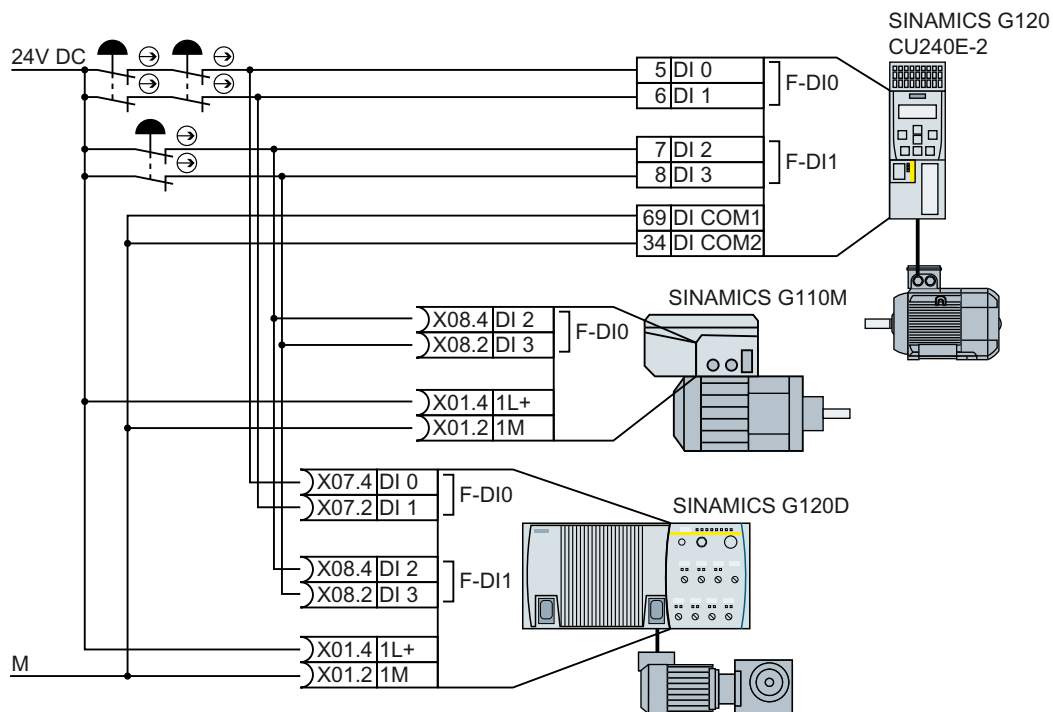 SINAMICS G120
CU240E-2
24V DC
5 DI 0
6 DI 1
F-DI0
7 DI 2
8 DI 3
F-DI1
69 DI COM1
34 DI COM2
SINAMICS G110M
X08.4 DI 2
X08.2 DI 3
F-DI0
X01.4 1L+
X01.2 1M
X07.4 DI 0
X07.2 DI 1
F-DI0
SINAMICS G120D
X08.4 DI 2
X08.2 DI 3
F-DI1
X01.4 1L+
X01.2 1M
M